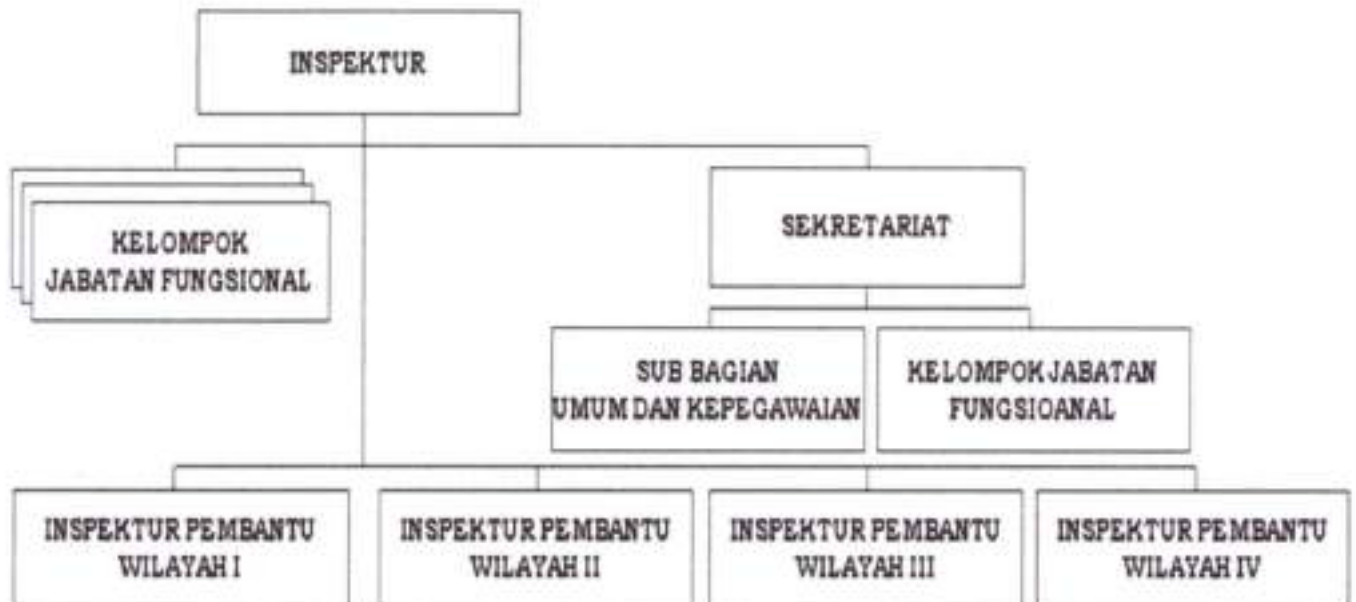 INSPEKTUR
KELOMPOK
JABATAN FUNGSIONAL
SEKRETARIAT
SUB BAGIAN
UMUM DAN KEPEGAWAIAN
KELOMPOK JABATAN
FUNGSIOANAL
INSPEKTUR PEMBANTU
WILAYAH I
INSPEKTUR PEMBANTU
WILAYAH II
INSPEKTUR PEMBANTU
WILAYAH III
INSPEKTUR PEMBANTU
WILAYAH IV